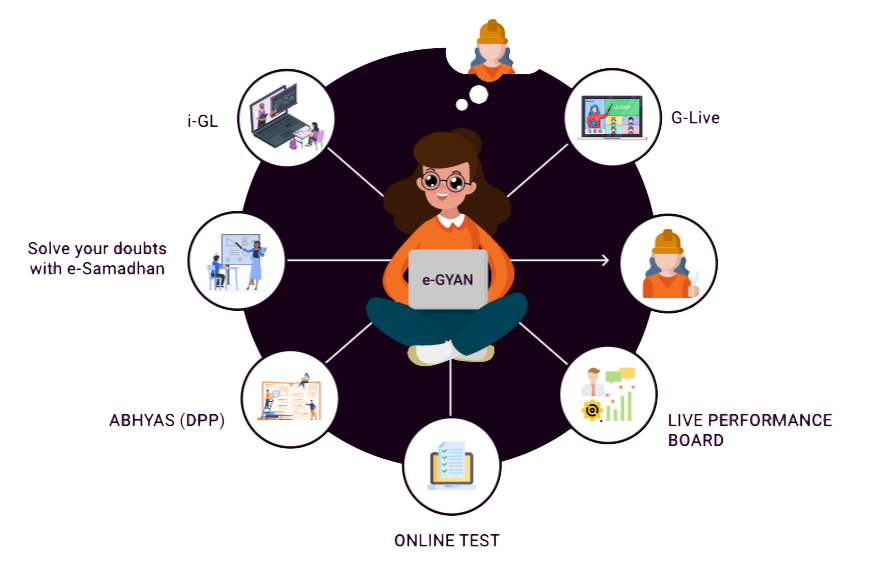 i-GL
G-Live
Solve your doubts
with e-Samadhan
e-GYAN
ABHYAS (DPP)
LIVE PERFORMANCE
BOARD
ONLINE TEST